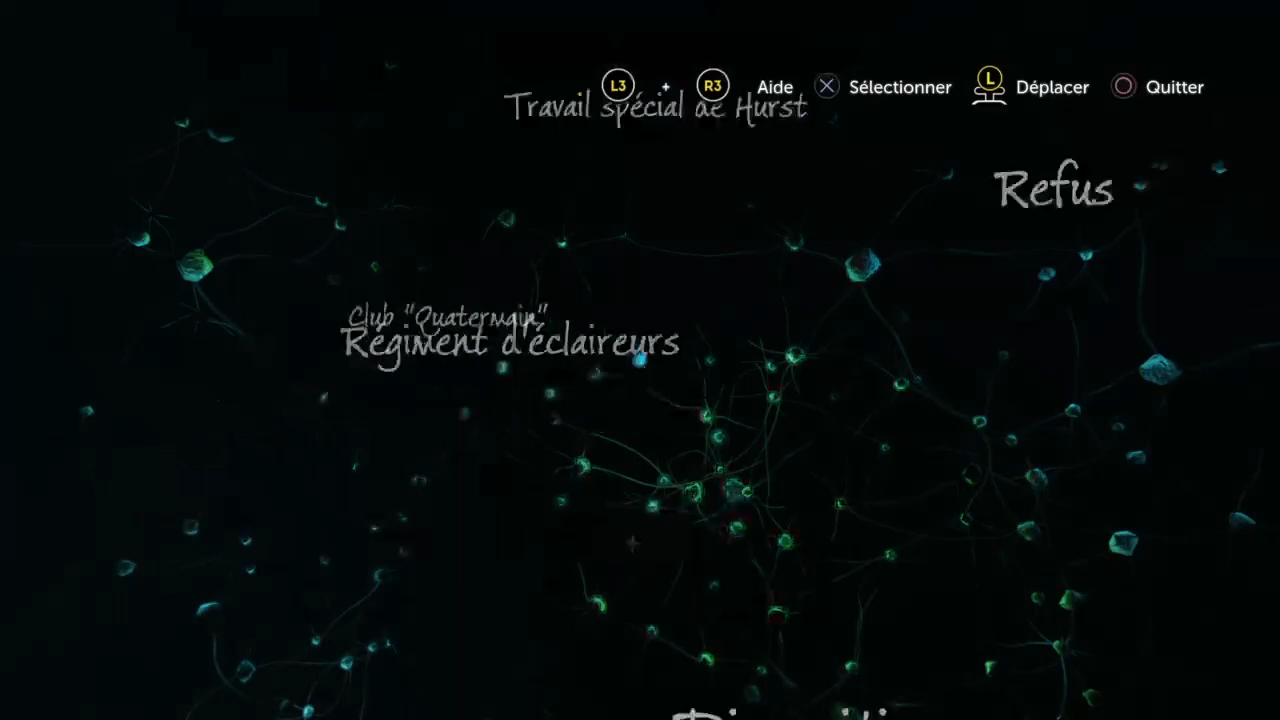 L3 + R3 Aide Sélectionner L Déplacer Quitter
Travail spécial de Hurst
Refus
Club "Quatermain"
Régiment d'éclaireurs